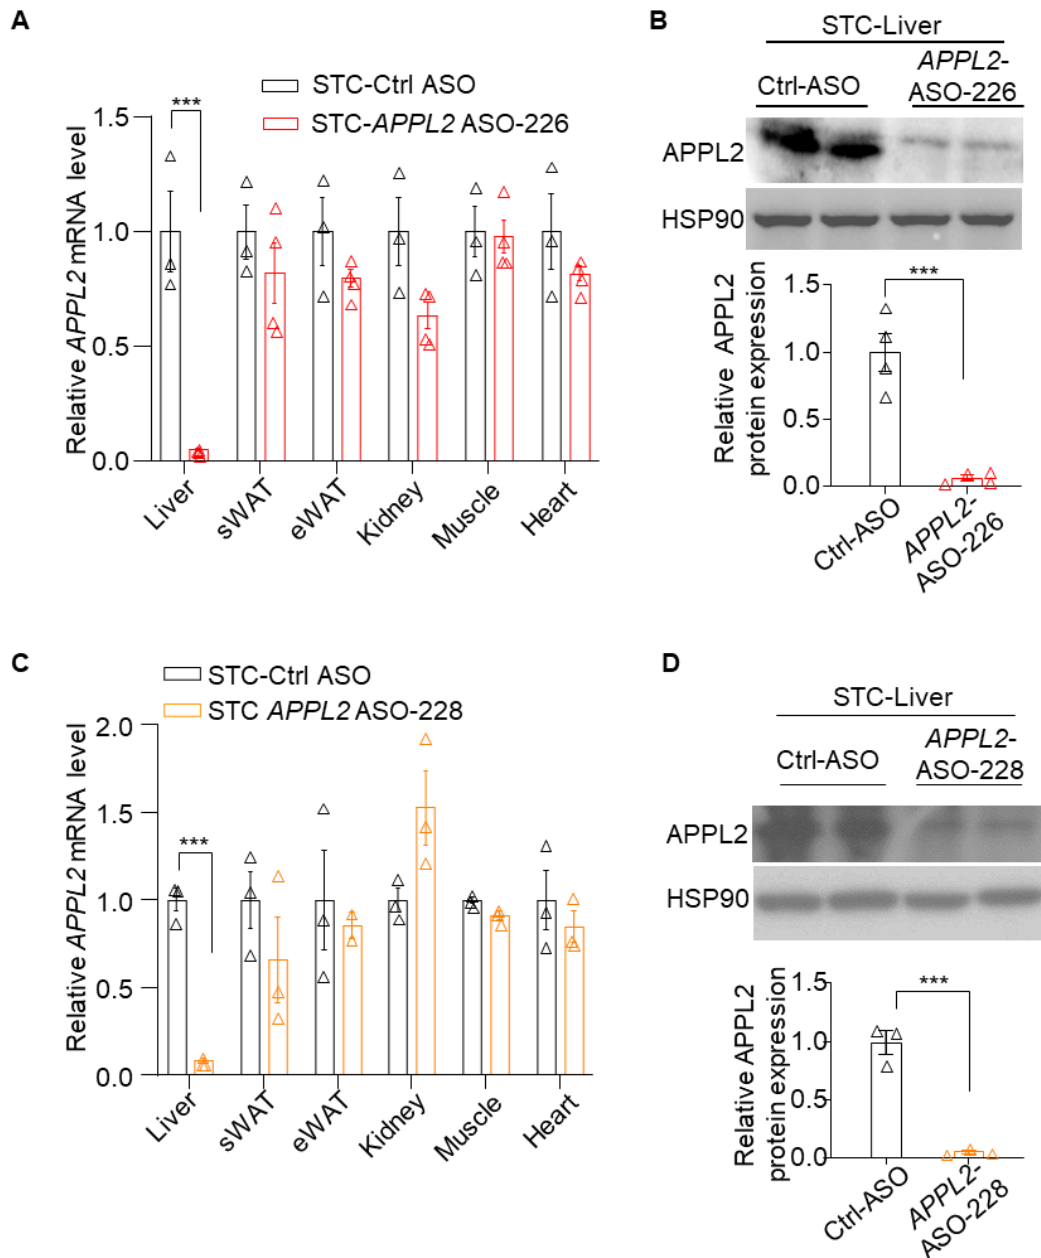 A
STC-Ctrl ASO
STC-APPL2 ASO-226
***
Relative APPL2 mRNA level
1.5
1.0
0.5
0.0
Liver
sWAT
eWAT
Kidney
Muscle
Heart
B
STC-Liver
Ctrl-ASO
APPL2-
ASO-226
APPL2
HSP90
***
Relative APPL2
protein expression
1.5
1.0
0.5
0.0
Ctrl-ASO
APPL2-
ASO-226
C
STC-Ctrl ASO
STC APPL2 ASO-228
***
Relative APPL2 mRNA level
2.0
1.5
1.0
0.5
0.0
Liver
sWAT
eWAT
Kidney
Muscle
Heart
D
STC-Liver
Ctrl-ASO
APPL2-
ASO-228
APPL2
HSP90
***
Relative APPL2
protein expression
1.5
1.0
0.5
0.0
Ctrl-ASO
APPL2-
ASO-228